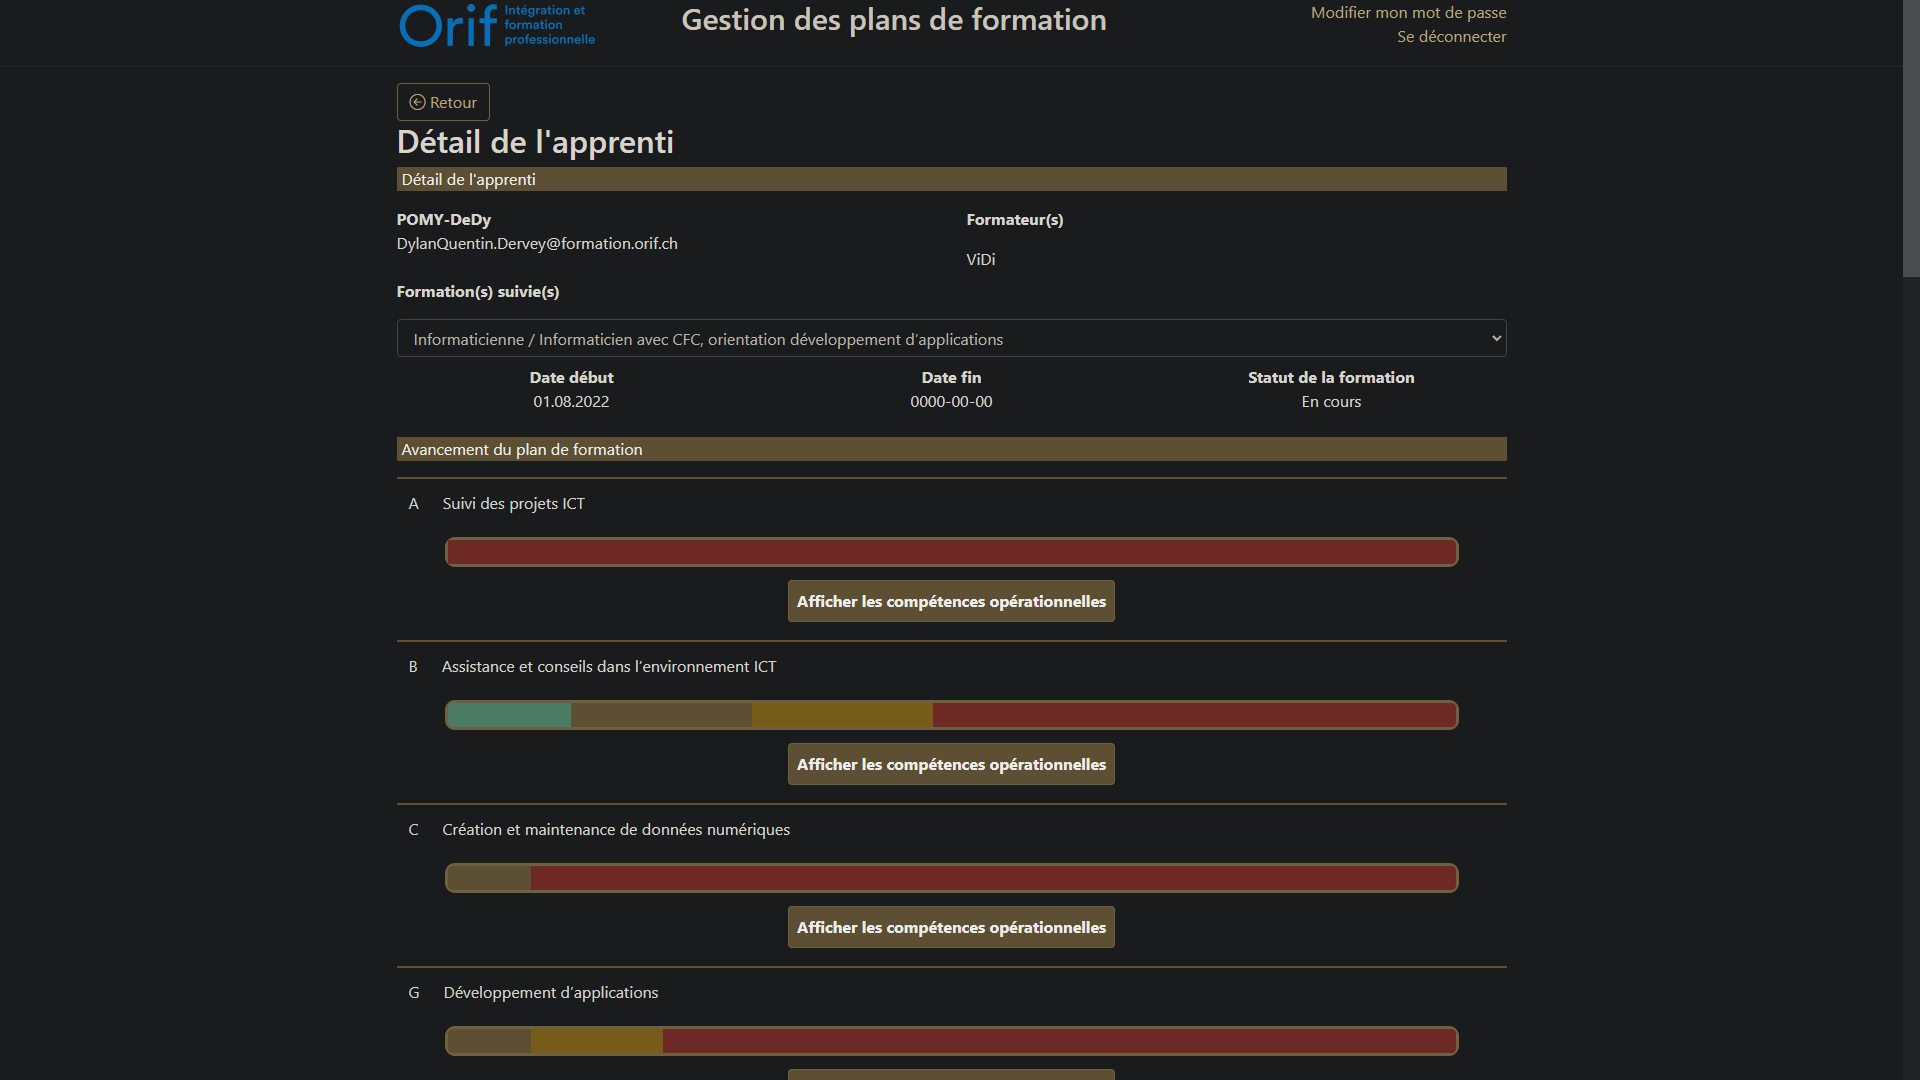 Orif
Intégration et
formation
professionnelle
Gestion des plans de formation
Modifier mon mot de passe
Se déconnecter
Retour
Détail de l'apprenti
Détail de l'apprenti
POMY-DeDy
DylanQuentin.Dervey@formation.orif.ch
Formateur(s)
ViDi
Formation(s) suivie(s)
Informaticienne / Informaticien avec CFC, orientation développement d’applications
Date début
01.08.2022
Date fin
0000-00-00
Statut de la formation
En cours
Avancement du plan de formation
A Suivi des projets ICT
Afficher les compétences opérationnelles
B Assistance et conseils dans l’environnement ICT
Afficher les compétences opérationnelles
C Création et maintenance de données numériques
Afficher les compétences opérationnelles
G Développement d’applications